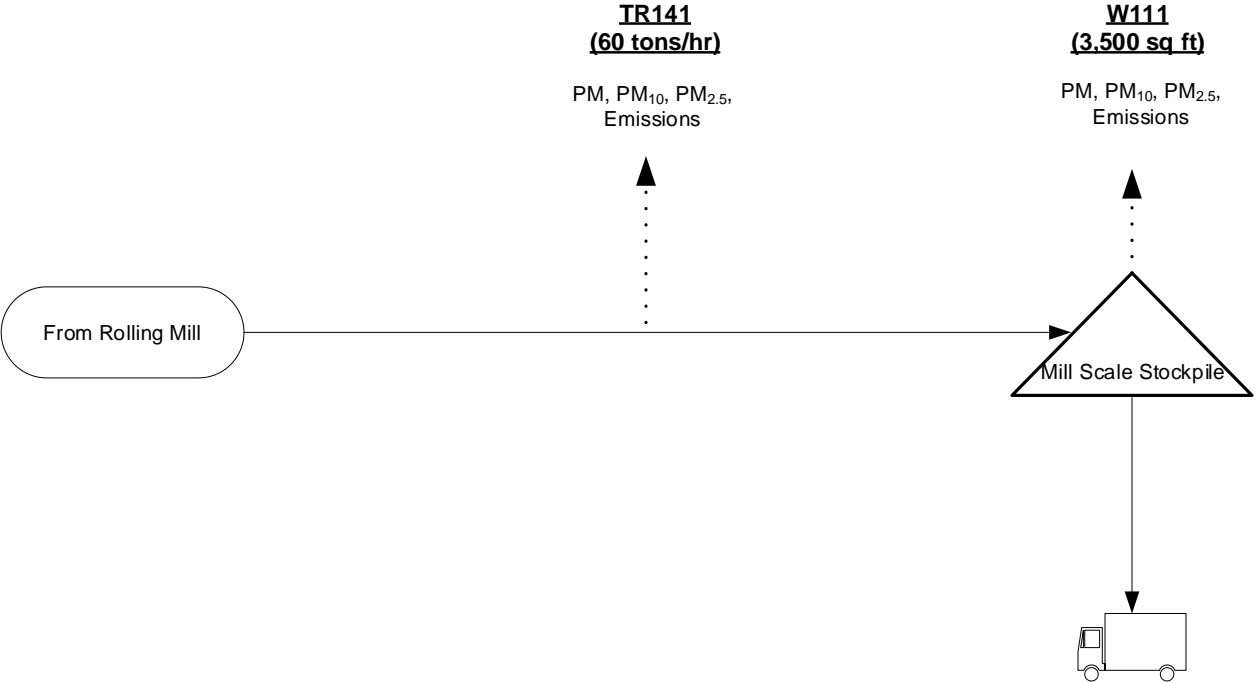 TR141
(60 tons/hr)
PM, PM₁₀, PM₂.₅,
Emissions
W111
(3,500 sq ft)
PM, PM₁₀, PM₂.₅,
Emissions
From Rolling Mill
Mill Scale Stockpile